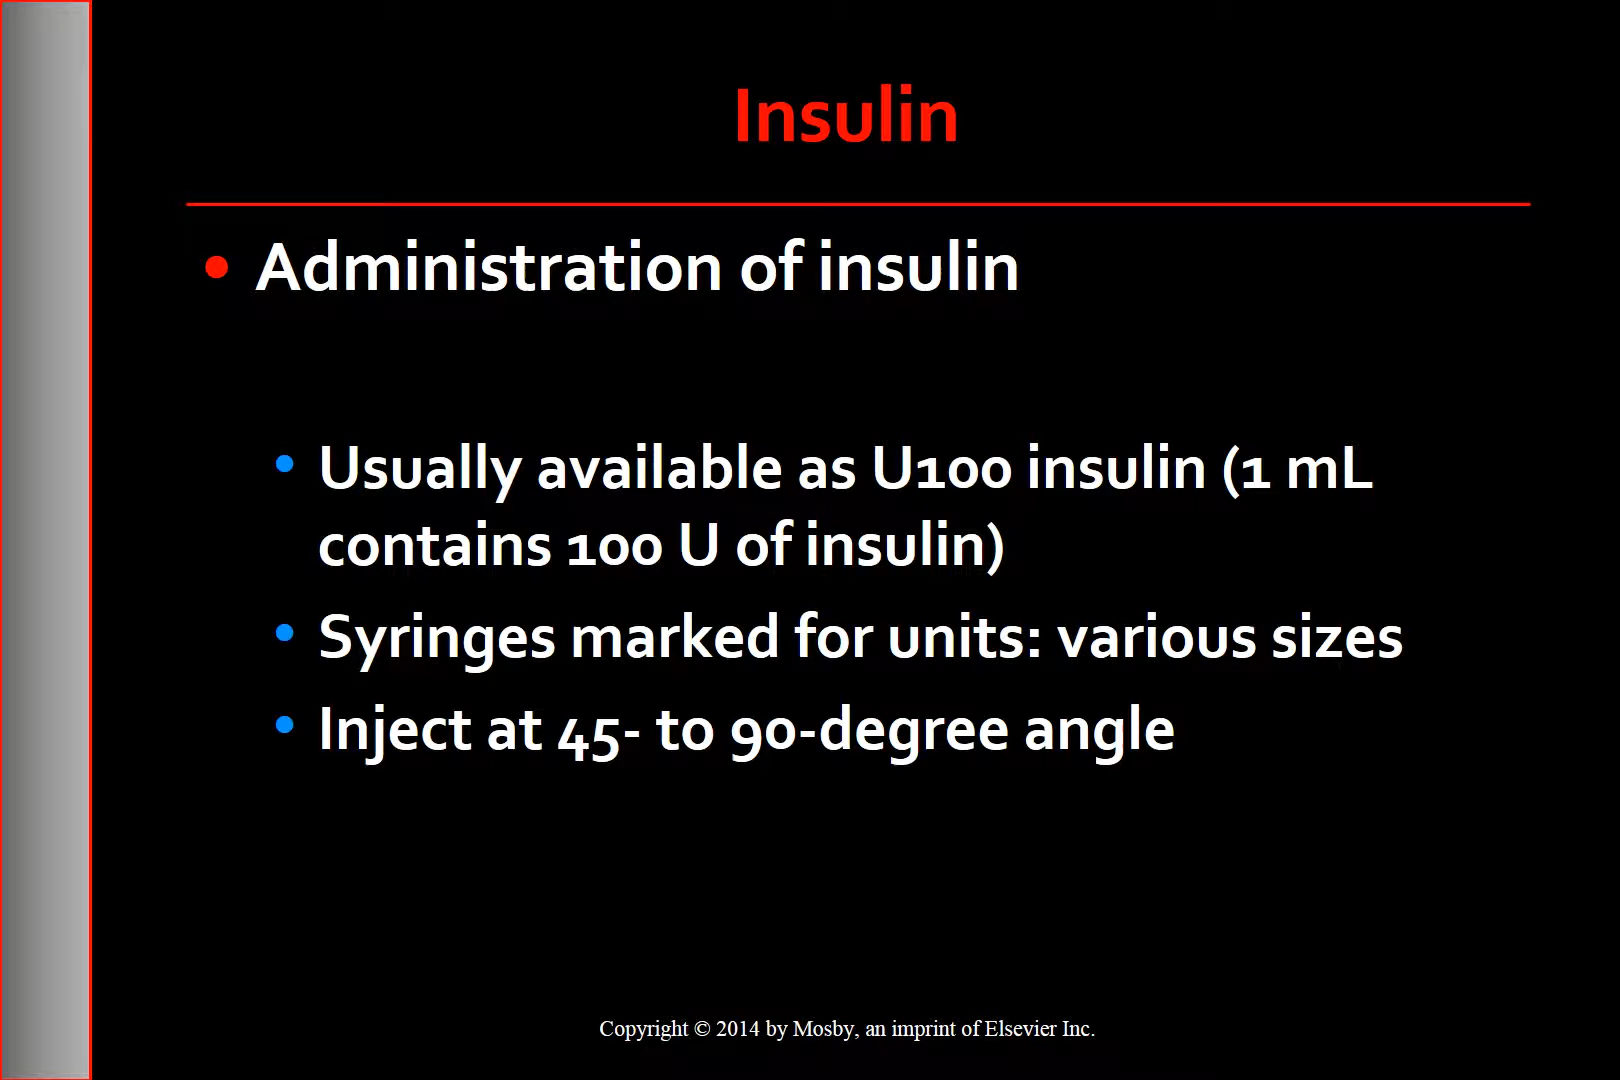 Insulin
• Administration of insulin
• Usually available as U100 insulin (1 mL
contains 100 U of insulin)
• Syringes marked for units: various sizes
• Inject at 45- to 90-degree angle
Copyright © 2014 by Mosby, an imprint of Elsevier Inc.